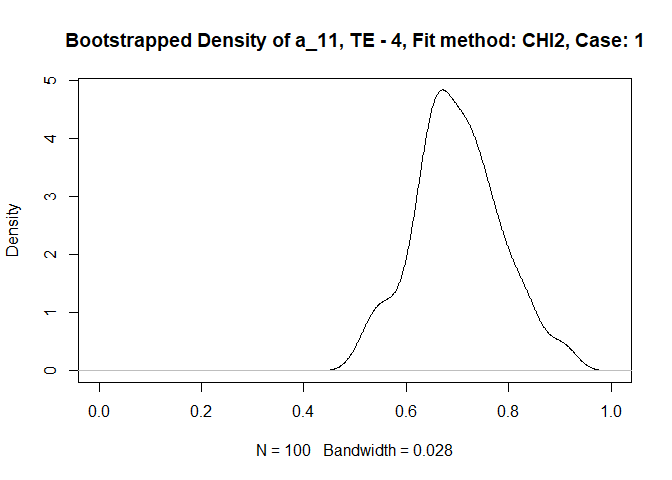 Bootstrapped Density of a_11, TE - 4, Fit method: CHI2, Case: 1
Density
5
4
3
2
1
0
0.0 0.2 0.4 0.6 0.8 1.0
N = 100 Bandwidth = 0.028